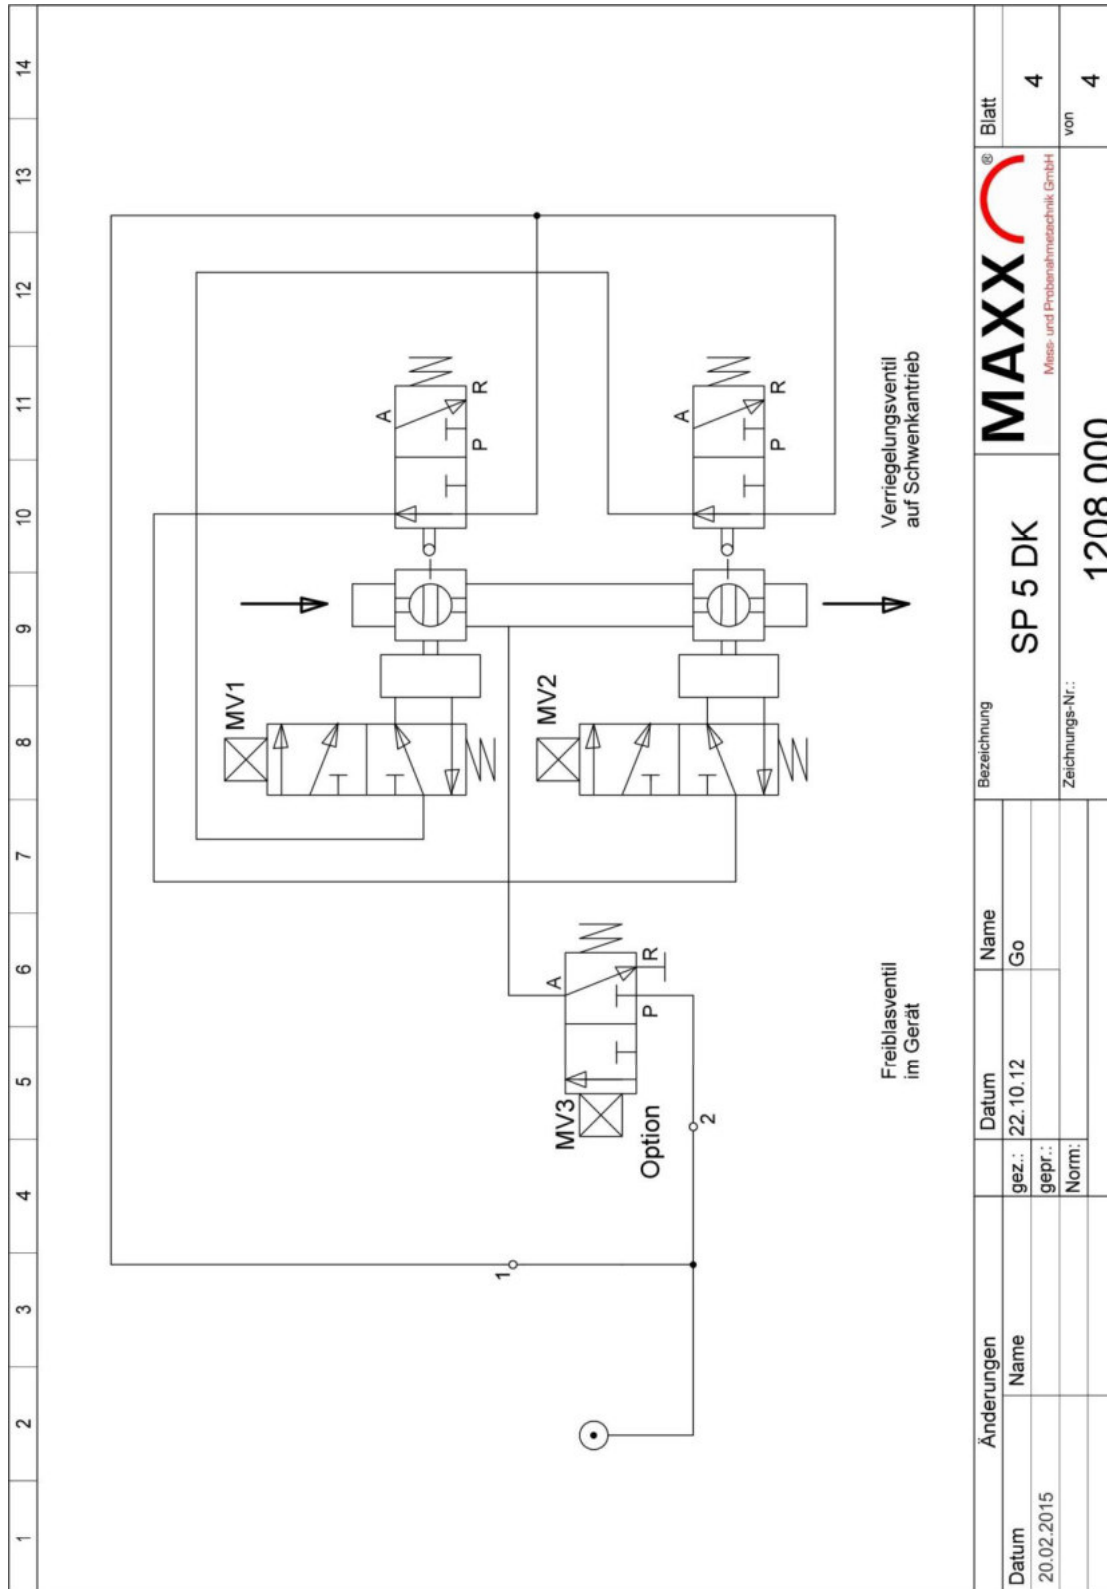 1 2 3 4 5 6 7 8 9 10 11 12 13 14
1
2
MV3
Option
A
P
R
MV1
MV2
A
P
R
A
P
R
Freiblasventil
im Gerät
Verriegelungsventil
auf Schwenkantrieb
Änderungen
Datum
Name
20.02.2015
Datum
Name
gez.:
22.10.12
Go
gepr.:
Norm:
Bezeichnung
SP 5 DK
Zeichnungs-Nr.:
1208 000
MAXX®
Mess- und Probenahmetechnik GmbH
Blatt
4
von
4